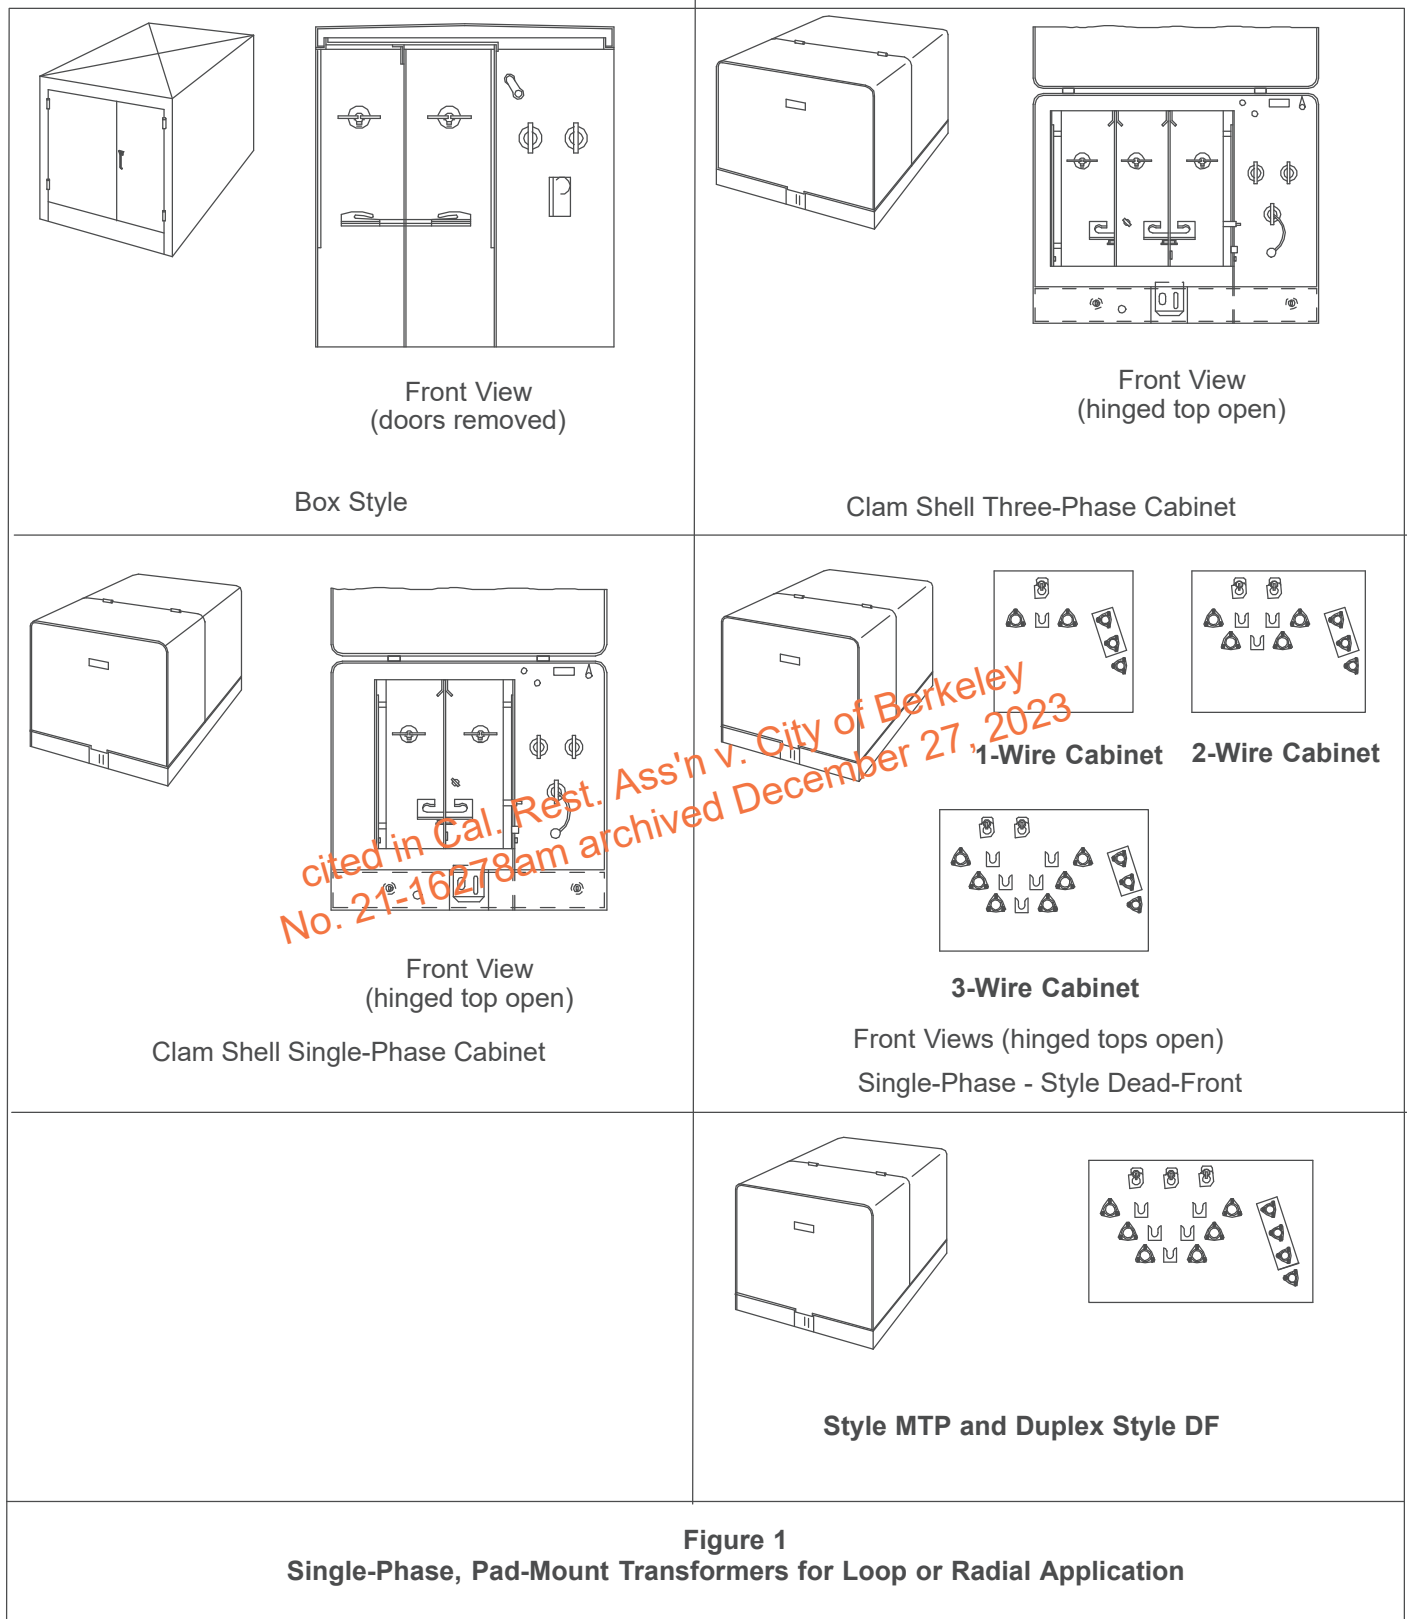 Front View
(doors removed)
Box Style
Front View
(hinged top open)
Clam Shell Three-Phase Cabinet
Front View
(hinged top open)
Clam Shell Single-Phase Cabinet
1-Wire Cabinet
2-Wire Cabinet
3-Wire Cabinet
Front Views (hinged tops open)
Single-Phase - Style Dead-Front
cited in Cal. Rest. Ass'n v. City of Berkeley
No. 21-16278am archived December 27, 2023
Style MTP and Duplex Style DF
Figure 1
Single-Phase, Pad-Mount Transformers for Loop or Radial Application